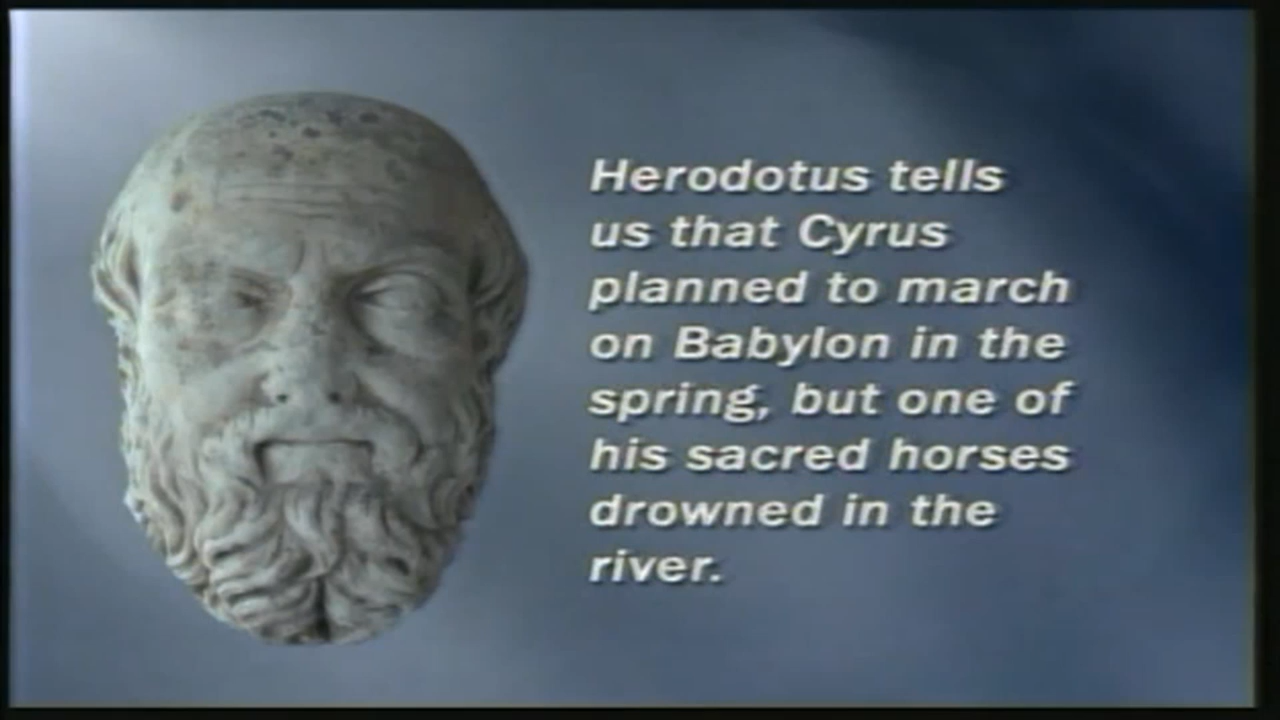 Herodotus tells
us that Cyrus
planned to march
on Babylon in the
spring, but one of
his sacred horses
drowned in the
river.